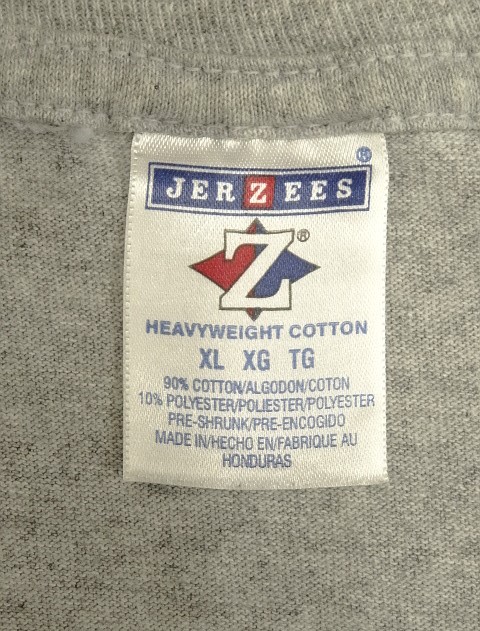 JERZEES ®
Z ®
HEAVYWEIGHT COTTON
XL XG TG
90% COTTON/ALGODON/COTON
10% POLYESTER/POLIESTER/POLYESTER
PRE-SHRUNK/PRE-ENCOGIDO
MADE IN/HECHO EN/FABRIQUE AU
HONDURAS